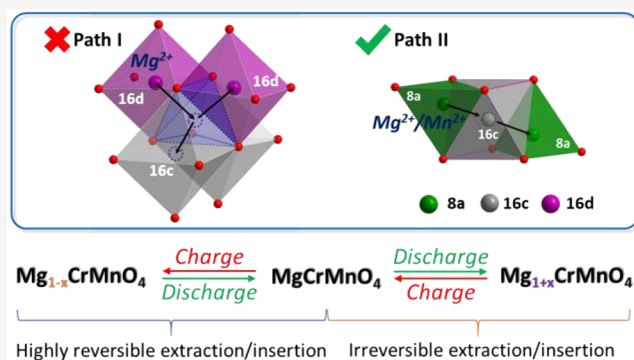 Path I
Path II
Mg²⁺
16d
16d
16c
8a
Mg²⁺/Mn²⁺
16c
8a
8a 16c 16d
Charge Discharge
Mg₁₋ₓCrMnO₄ MgCrMnO₄ Mg₁₊ₓCrMnO₄
Discharge Charge
Highly reversible extraction/insertion Irreversible extraction/insertion